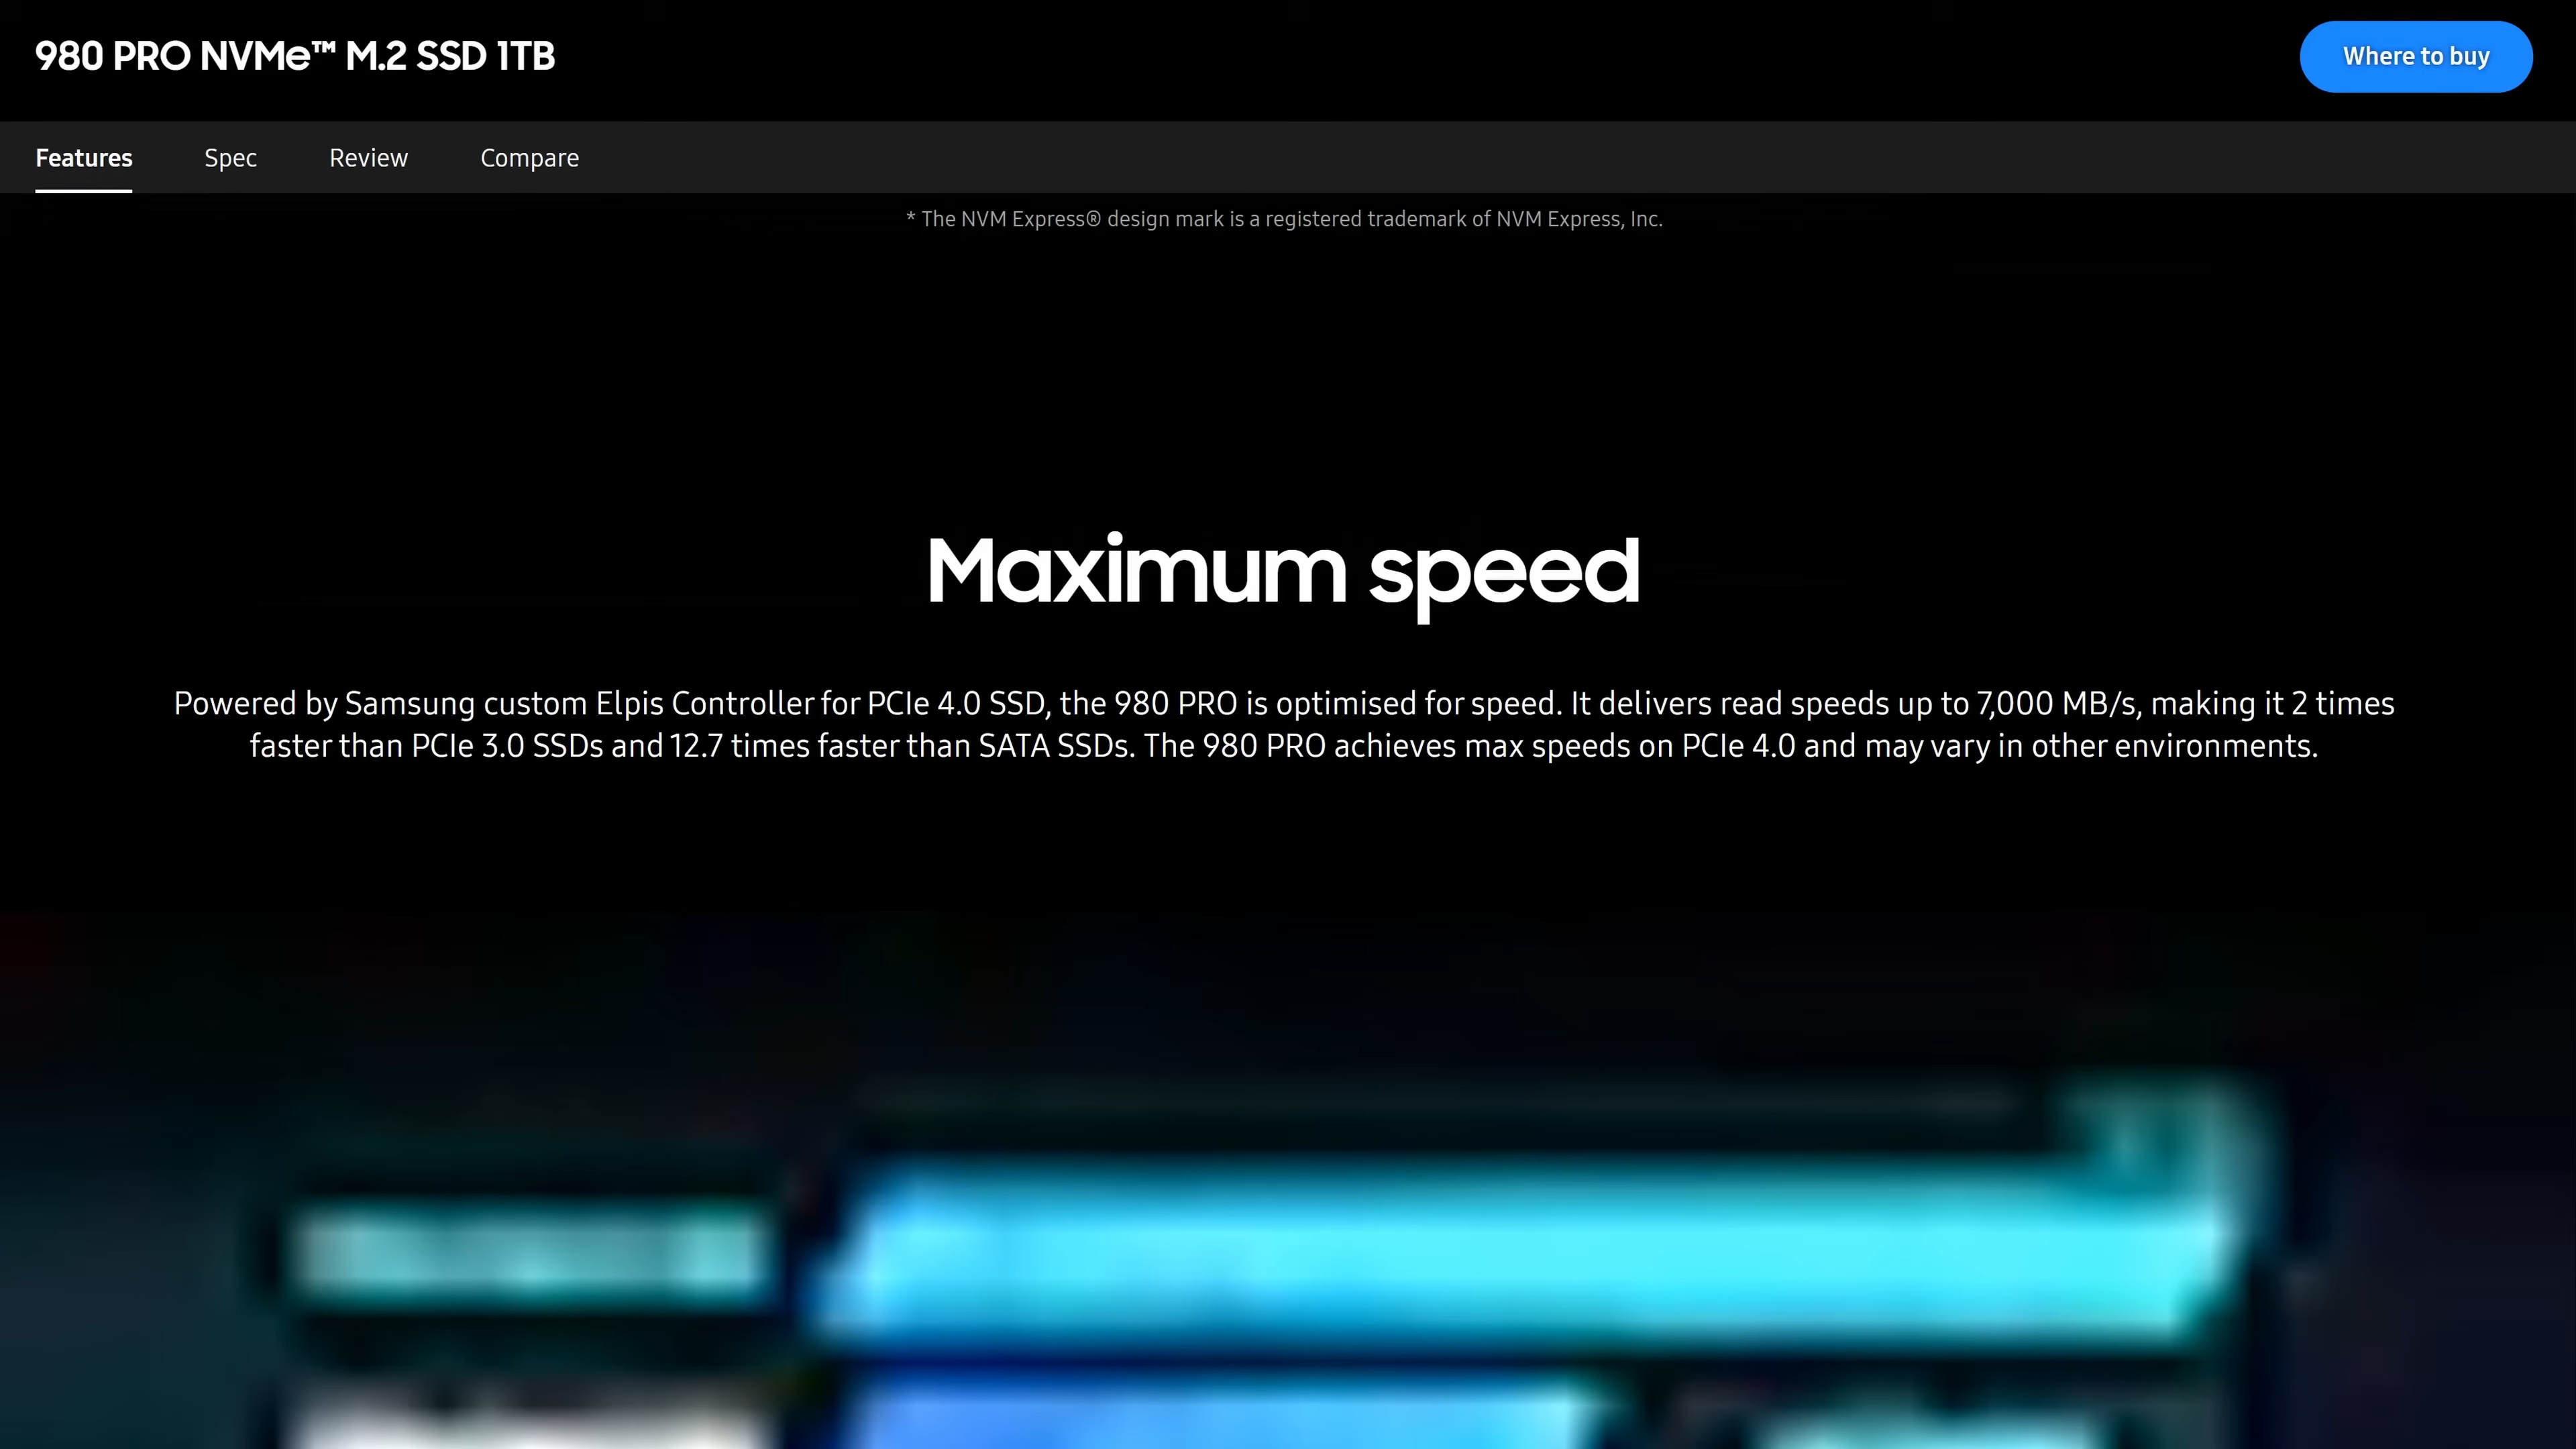 980 PRO NVMe™ M.2 SSD 1TB
Where to buy
Features
Spec
Review
Compare
* The NVM Express® design mark is a registered trademark of NVM Express, Inc.
Maximum speed
Powered by Samsung custom Elpis Controller for PCIe 4.0 SSD, the 980 PRO is optimised for speed. It delivers read speeds up to 7,000 MB/s, making it 2 times
faster than PCIe 3.0 SSDs and 12.7 times faster than SATA SSDs. The 980 PRO achieves max speeds on PCIe 4.0 and may vary in other environments.